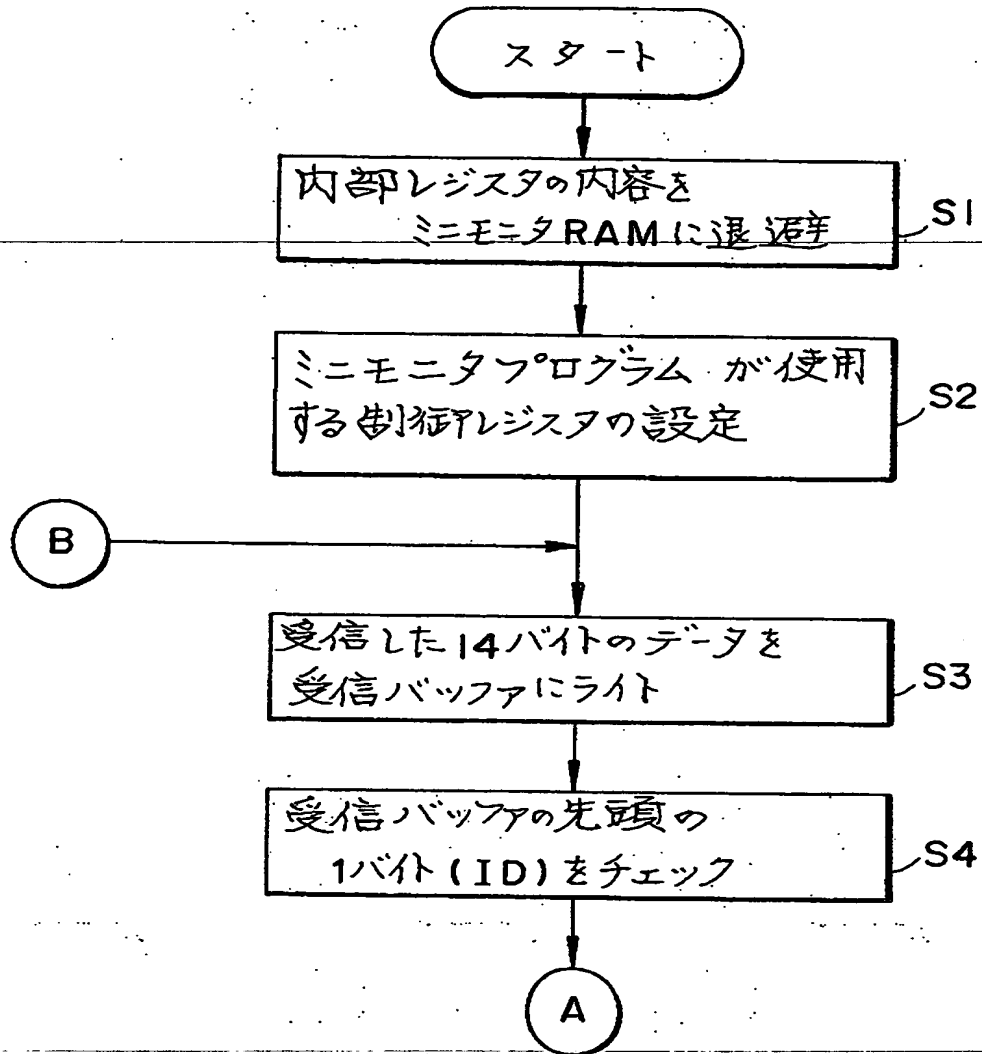 スタート
内部レジスタの内容を
ミニモニタRAMに退避
S1
ミニモニタプログラム が使用
する制御レジスタの設定
S2
B
受信した14バイトのデータを
受信バッファにライト
S3
受信バッファの先頭の
1バイト(ID)をチェック
S4
A